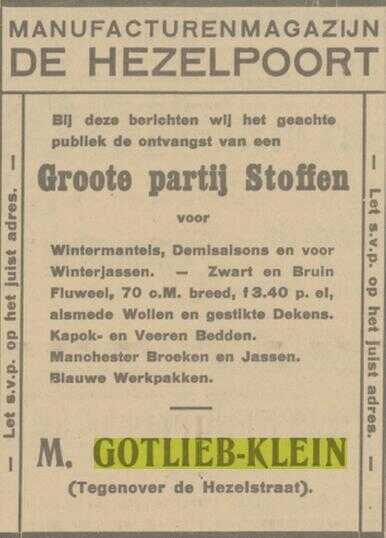 MANUFACTURENMAGAZIJN
DE HEZELPOORT
Bij deze berichten wij het geachte
publiek de ontvangst van een
Groote partij Stoffen
voor
Wintermantels, Demisaisons en voor
Winterjassen. — Zwart en Bruin
Fluweel, 70 c.M. breed, f 3.40 p. el,
alsmede Wollen en gestikte Dekens.
Kapok- en Veeren Bedden.
Manchester Broeken en Jassen.
Blauwe Werkpakken.
M. GOTLIEB-KLEIN
(Tegenover de Hezelstraat).
— Let s.v.p. op het juist adres. —
— Let s.v.p. op het juist adres. —